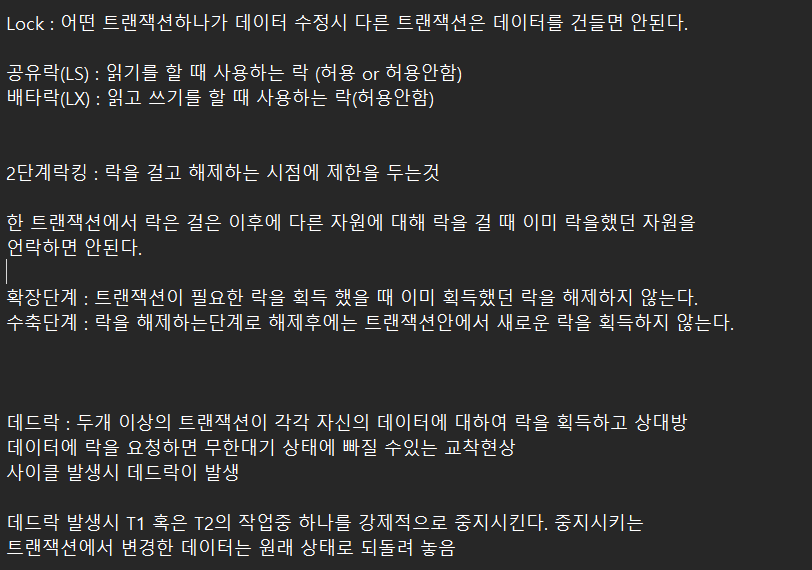 Lock : 어떤 트랜잭션하나가 데이터 수정시 다른 트랜잭션은 데이터를 건들면 안된다.
공유락(LS) : 읽기를 할 때 사용하는 락 (허용 or 허용안함)
배타락(LX) : 읽고 쓰기를 할 때 사용하는 락(허용안함)
2단계락킹 : 락을 걸고 해제하는 시점에 제한을 두는것
한 트랜잭션에서 락은 걸은 이후에 다른 자원에 대해 락을 걸 때 이미 락을했던 자원을
언락하면 안된다.
확장단계 : 트랜잭션이 필요한 락을 획득 했을 때 이미 획득했던 락을 해제하지 않는다.
수축단계 : 락을 해제하는단계로 해제후에는 트랜잭션안에서 새로운 락을 획득하지 않는다.
데드락 : 두개 이상의 트랜잭션이 각각 자신의 데이터에 대하여 락을 획득하고 상대방
데이터에 락을 요청하면 무한대기 상태에 빠질 수있는 교착현상
사이클 발생시 데드락이 발생
데드락 발생시 T1 혹은 T2의 작업중 하나를 강제적으로 중지시킨다. 중지시키는
트랜잭션에서 변경한 데이터는 원래 상태로 되돌려 놓음